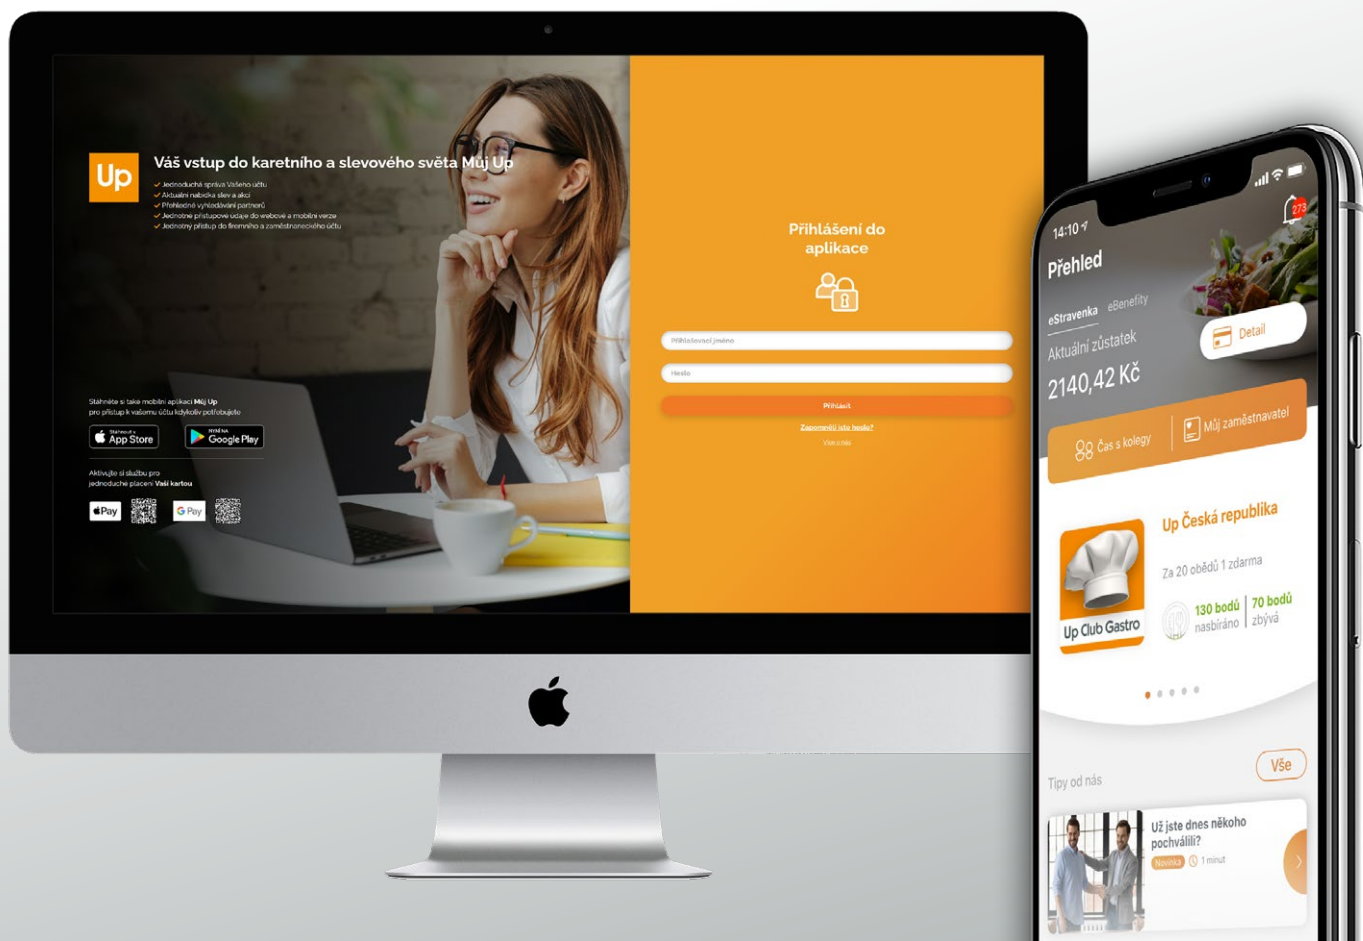 Up
Váš vstup do karetního a slevového světa Můj Up
Jednoduchá správa Vašeho účtu
Aktuální nabídka slev a akcí
Přehledné vyhledávání partnerů
Jednotné přístupové údaje do webové a mobilní verze
Jednotný přístup do firemního a zaměstnaneckého účtu
Stáhněte si také mobilní aplikaci Můj Up
pro přístup k vašemu účtu kdykoliv potřebujete
Stáhnout v
App Store
NYNÍ NA
Google Play
Aktivujte si službu pro
jednoduché placení Vaší kartou
Pay
G Pay
Přihlášení do
aplikace
Přihlašovací jméno
Heslo
Přihlásit
Zapomněli jste heslo?
14:10
273
Přehled
eStravenka eBenefity
Aktuální zůstatek
2140,42 Kč
Detail
Čas s kolegy
Můj zaměstnavatel
Up Česká republika
Za 20 obědů 1 zdarma
130 bodů 70 bodů
nasbíráno zbývá
Up Club Gastro
Tipy od nás
Vše
Už jste dnes někoho
pochválili?
Novinka 1 minut